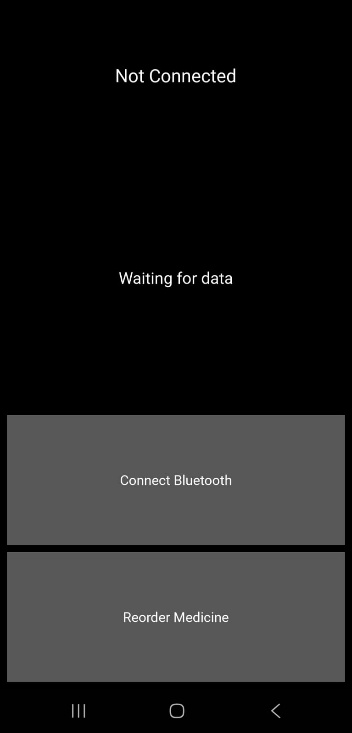 Not Connected
Waiting for data
Connect Bluetooth
Reorder Medicine